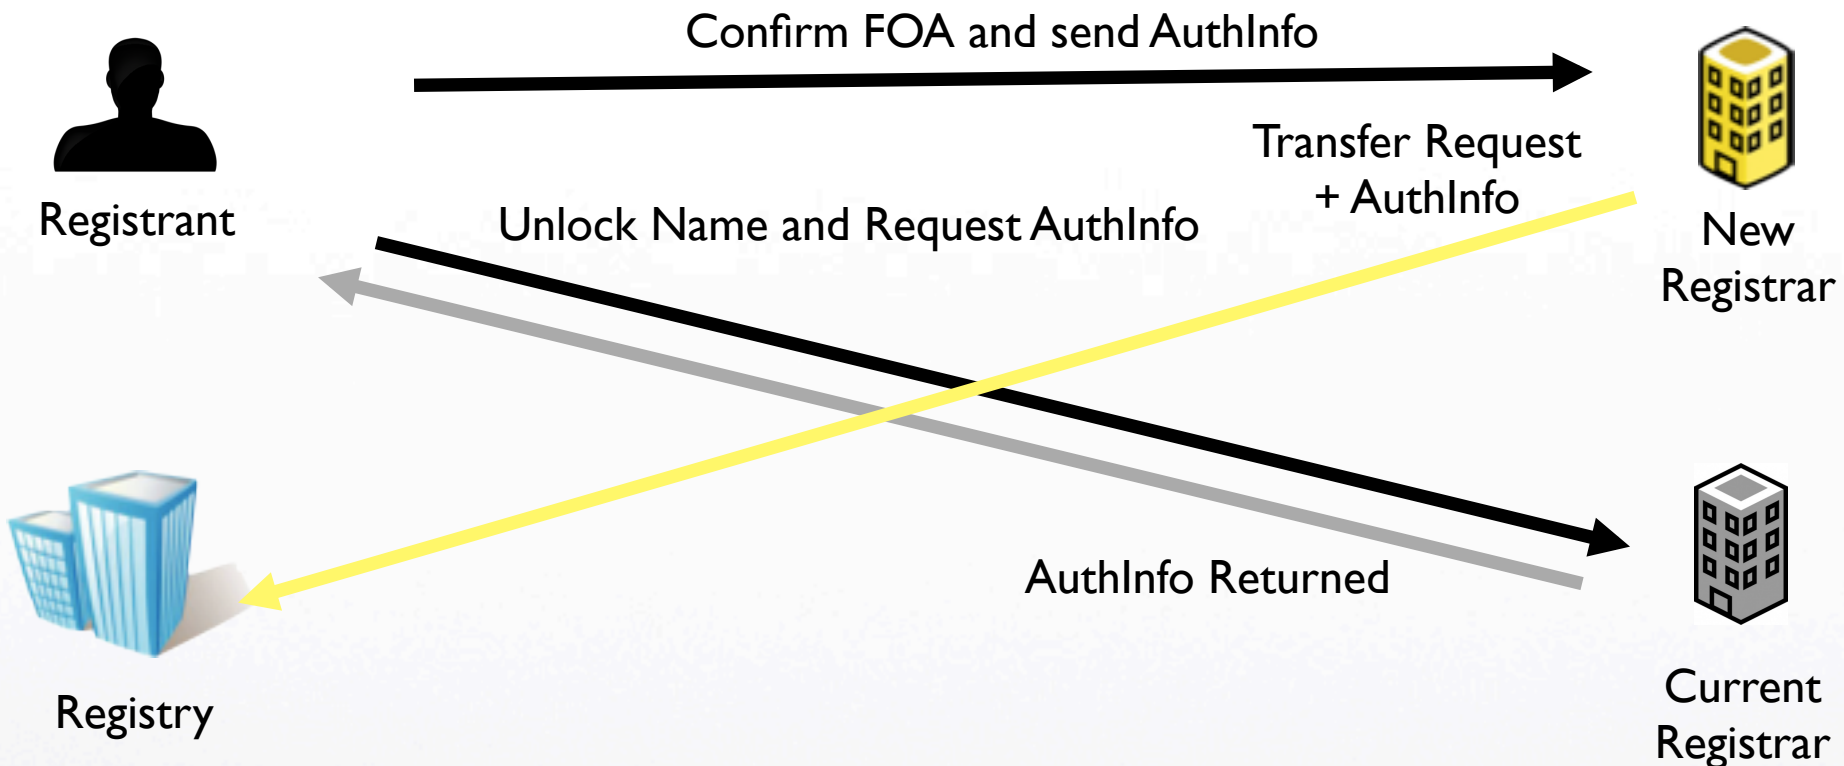 Confirm FOA and send AuthInfo
Transfer Request
+ AuthInfo
Registrant
Unlock Name and Request AuthInfo
New
Registrar
AuthInfo Returned
Registry
Current
Registrar